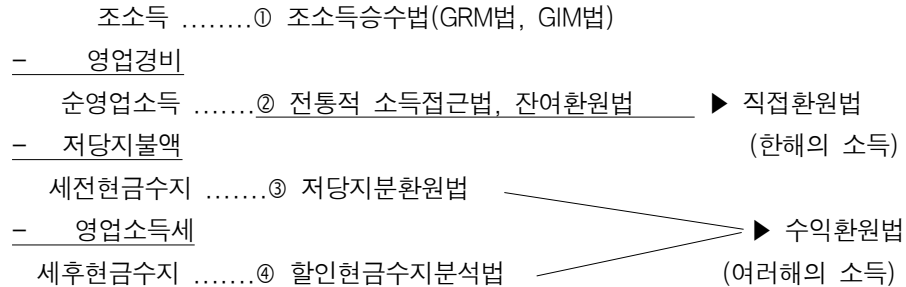 조소득 ........① 조소득승수법(GRM법, GIM법)
- 영업경비
순영업소득 .......② 전통적 소득접근법, 잔여환원법 ▶ 직접환원법
- 저당지불액 (한해의 소득)
세전현금수지 .......③ 저당지분환원법
- 영업소득세 ▶ 수익환원법
세후현금수지 .......④ 할인현금수지분석법 (여러해의 소득)